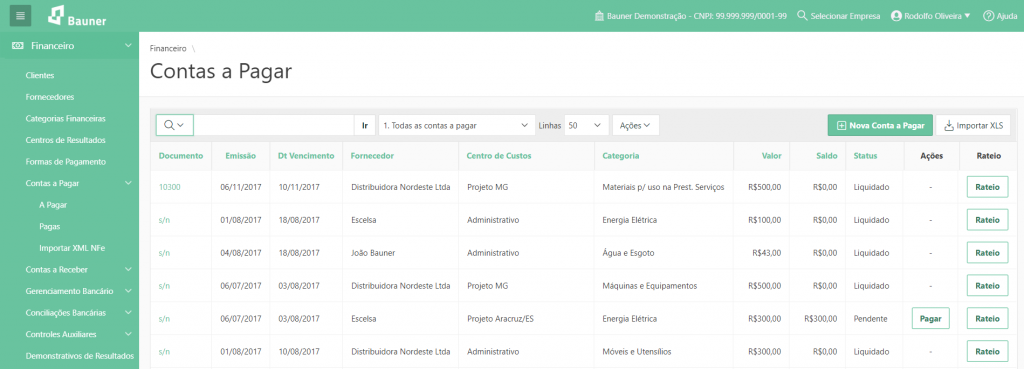 Bauner
Bauner Demonstração - CNPJ: 99.999.999/0001-99 Selecionar Empresa Rodolfo Oliveira Ajuda
Financeiro
Clientes
Fornecedores
Categorias Financeiras
Centros de Resultados
Formas de Pagamento
Contas a Pagar
A Pagar
Pagas
Importar XML NFe
Contas a Receber
Gerenciamento Bancário
Conciliações Bancárias
Controles Auxiliares
Demonstrativos de Resultados
Financeiro \
Contas a Pagar
Ir 1. Todas as contas a pagar Linhas 50 Ações Nova Conta a Pagar Importar XLS
Documento Emissão Dt Vencimento Fornecedor Centro de Custos Categoria Valor Saldo Status Ações Rateio
10300 06/11/2017 10/11/2017 Distribuidora Nordeste Ltda Projeto MG Materiais p/ uso na Prest. Serviços R$500,00 R$0,00 Liquidado - Rateio
s/n 01/08/2017 18/08/2017 Escelsa Administrativo Energia Elétrica R$100,00 R$0,00 Liquidado - Rateio
s/n 04/08/2017 18/08/2017 João Bauner Administrativo Água e Esgoto R$43,00 R$0,00 Liquidado - Rateio
s/n 06/07/2017 03/08/2017 Distribuidora Nordeste Ltda Projeto MG Máquinas e Equipamentos R$500,00 R$0,00 Liquidado - Rateio
s/n 06/07/2017 03/08/2017 Escelsa Projeto Aracruz/ES Energia Elétrica R$300,00 R$300,00 Pendente Pagar Rateio
s/n 01/08/2017 10/08/2017 Distribuidora Nordeste Ltda Administrativo Móveis e Utensílios R$300,00 R$0,00 Liquidado - Rateio